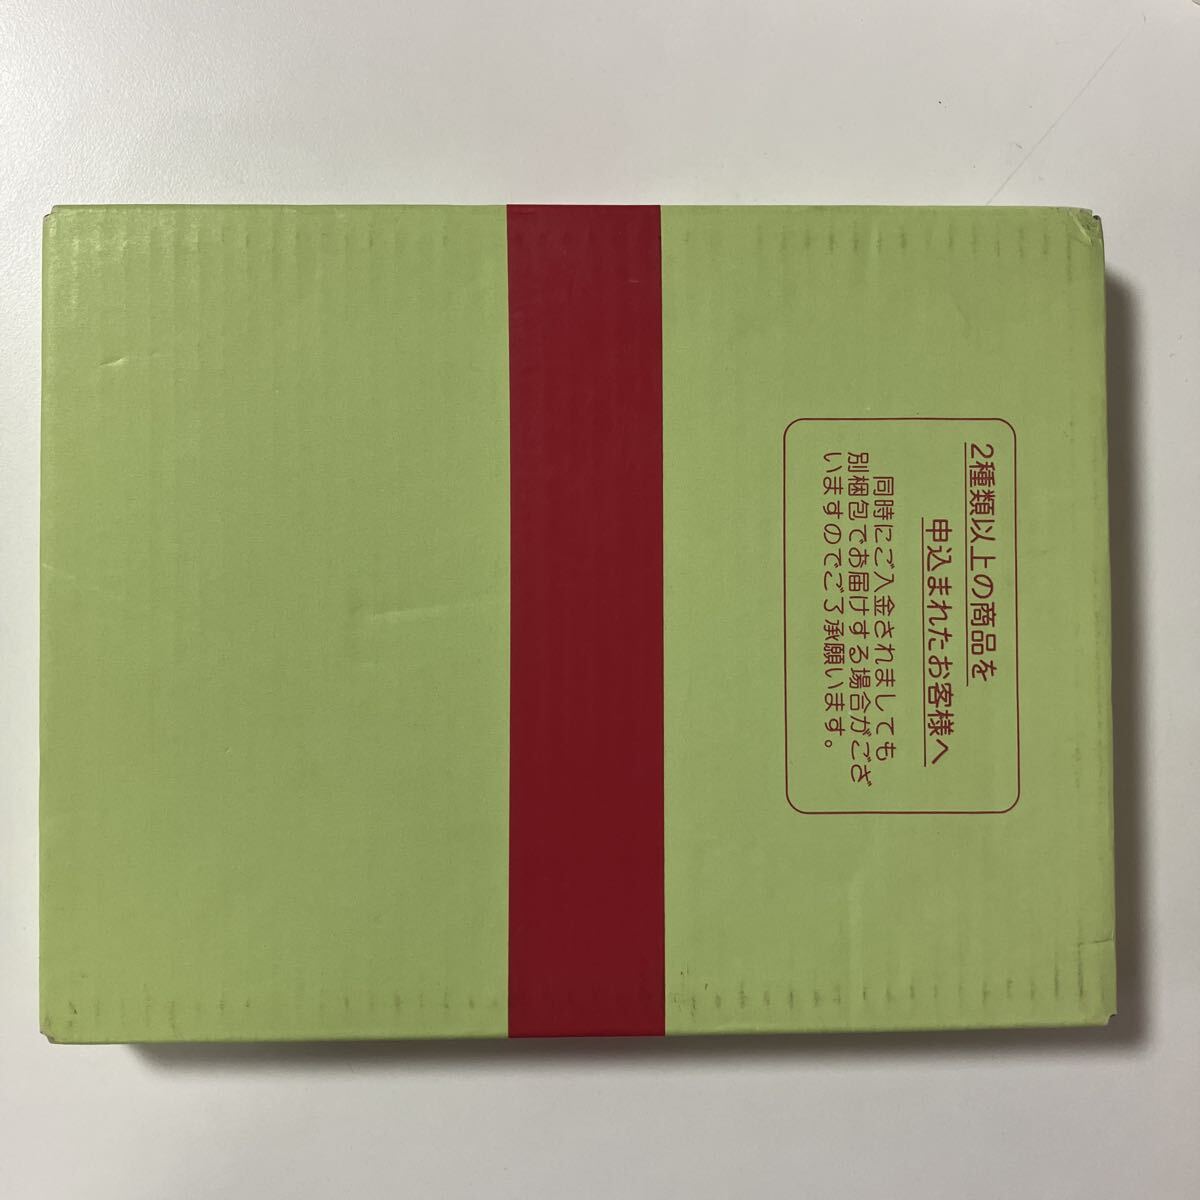 2種類以上の商品を
申込まれたお客様へ
同時にご入金されましても
別梱包でお届けする場合がござ
いますのでご了承願います。